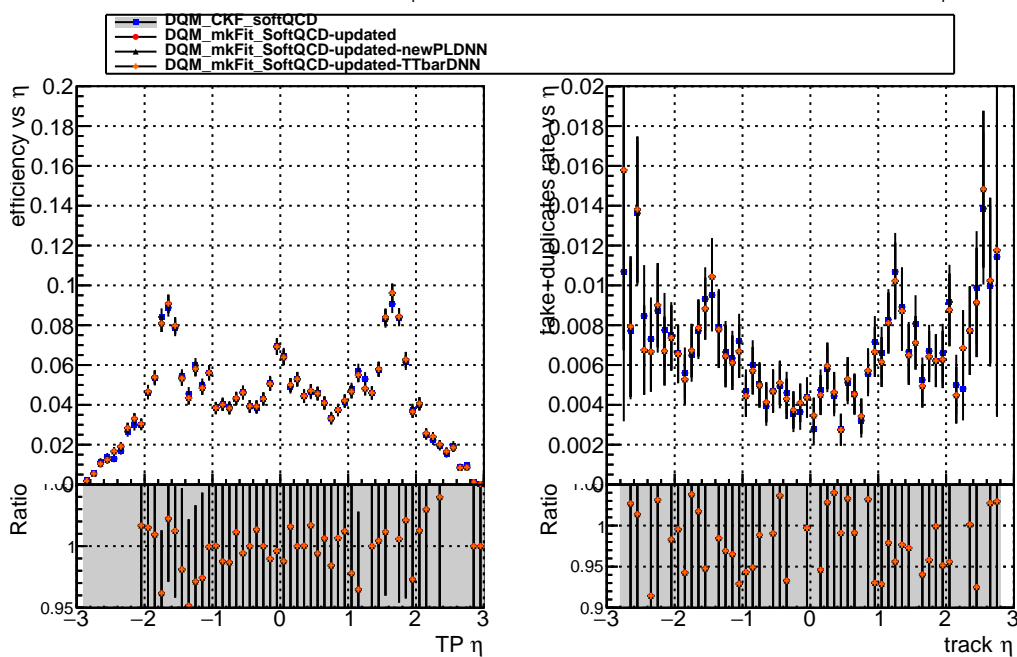 DQM_CKF_softQCD
DQM_mkFit_SoftQCD-updated
DQM_mkFit_SoftQCD-updated-newPLDNN
DQM_mkFit_SoftQCD-updated-TTbarDNN
efficiency vs η
0.2
0.18
0.16
0.14
0.12
0.1
0.08
0.06
0.04
0.02
Ratio
1
0.95
−3 −2 −1 0 1 2 3
TP η
fake+duplicates rate vs η
0.02
0.018
0.016
0.014
0.012
0.01
0.008
0.006
0.004
0.002
Ratio
1
0.95
0.9
−3 −2 −1 0 1 2 3
track η